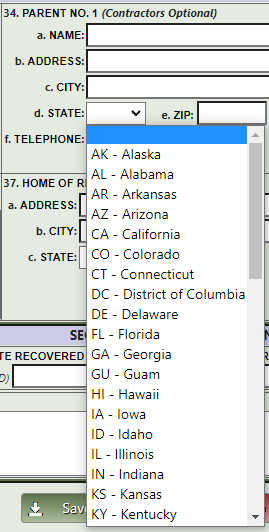 34. PARENT NO. 1 (Contractors Optional)
a. NAME:
b. ADDRESS:
c. CITY:
d. STATE: e. ZIP:
f. TELEPHONE:
AK - Alaska
AL - Alabama
37. HOME OF R
AR - Arkansas
a. ADDRESS:
AZ - Arizona
b. CITY:
CA - California
c. STATE:
CO - Colorado
CT - Connecticut
DC - District of Columbia
DE - Delaware
SE
FL - Florida
TE RECOVERED
GA - Georgia
D)
GU - Guam
HI - Hawaii
IA - Iowa
ID - Idaho
IL - Illinois
IN - Indiana
Sav
KS - Kansas
KY - Kentucky